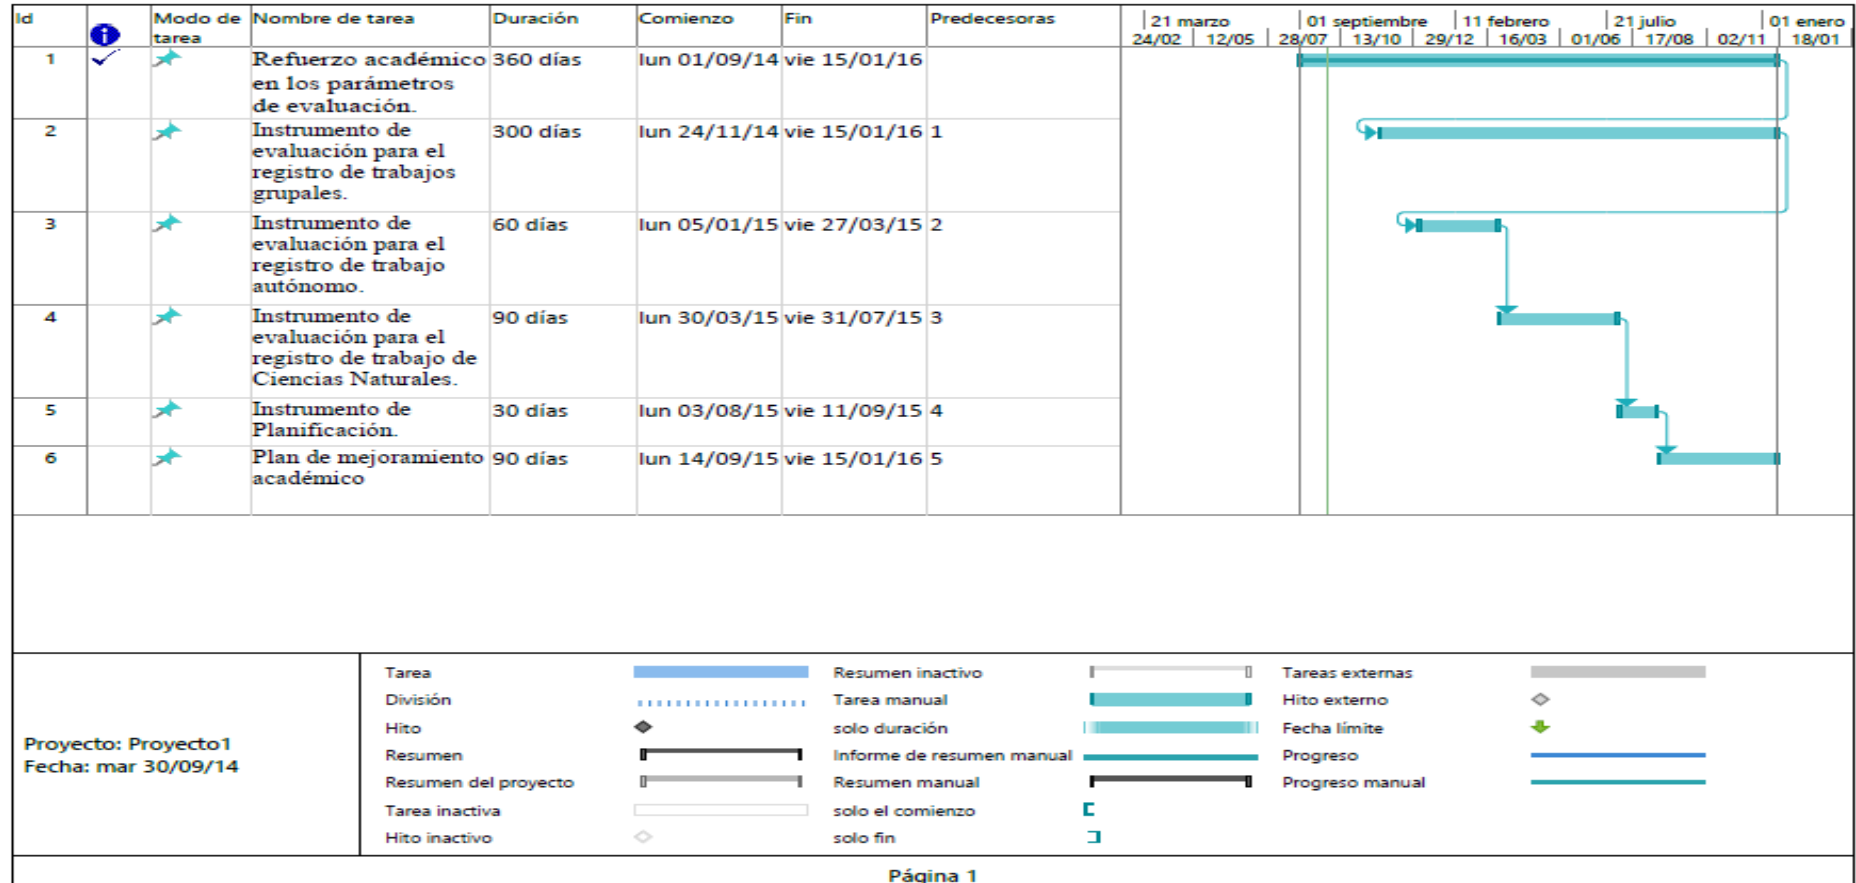 Id
Modo de tarea
Nombre de tarea
Duración
Comienzo
Fin
Predecesoras
21 marzo
01 septiembre
11 febrero
21 julio
01 enero
24/02
12/05
28/07
13/10
29/12
16/03
01/06
17/08
02/11
18/01
1
Refuerzo académico
en los parámetros
de evaluación.
360 días
lun 01/09/14
vie 15/01/16
2
Instrumento de
evaluación para el
registro de trabajos
grupales.
300 días
lun 24/11/14
vie 15/01/16
1
3
Instrumento de
evaluación para el
registro de trabajo
autónomo.
60 días
lun 05/01/15
vie 27/03/15
2
4
Instrumento de
evaluación para el
registro de trabajo de
Ciencias Naturales.
90 días
lun 30/03/15
vie 31/07/15
3
5
Instrumento de
Planificación.
30 días
lun 03/08/15
vie 11/09/15
4
6
Plan de mejoramiento
académico
90 días
lun 14/09/15
vie 15/01/16
5
Proyecto: Proyecto1
Fecha: mar 30/09/14
Tarea
División
Hito
Resumen
Resumen del proyecto
Tarea inactiva
Hito inactivo
Resumen inactivo
Tarea manual
solo duración
Informe de resumen manual
Resumen manual
solo el comienzo
solo fin
Tareas externas
Hito externo
Fecha límite
Progreso
Progreso manual
Página 1